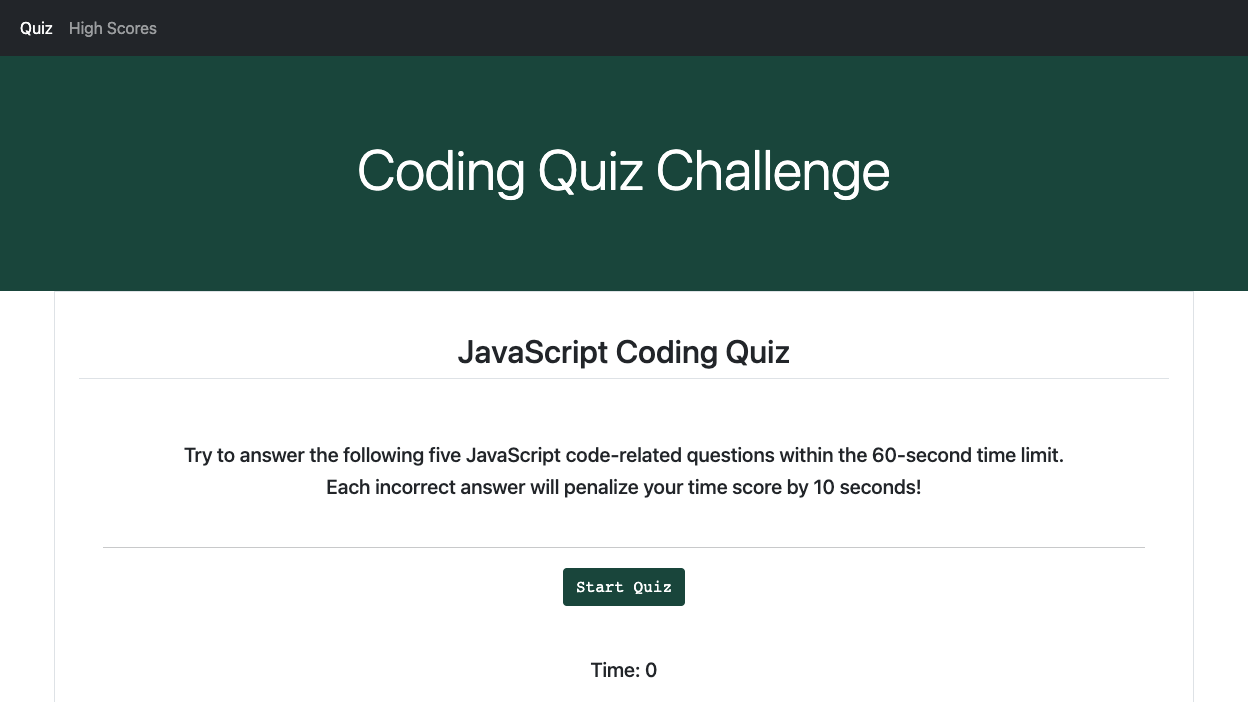 Quiz High Scores
Coding Quiz Challenge
JavaScript Coding Quiz
Try to answer the following five JavaScript code-related questions within the 60-second time limit.
Each incorrect answer will penalize your time score by 10 seconds!
Start Quiz
Time: 0